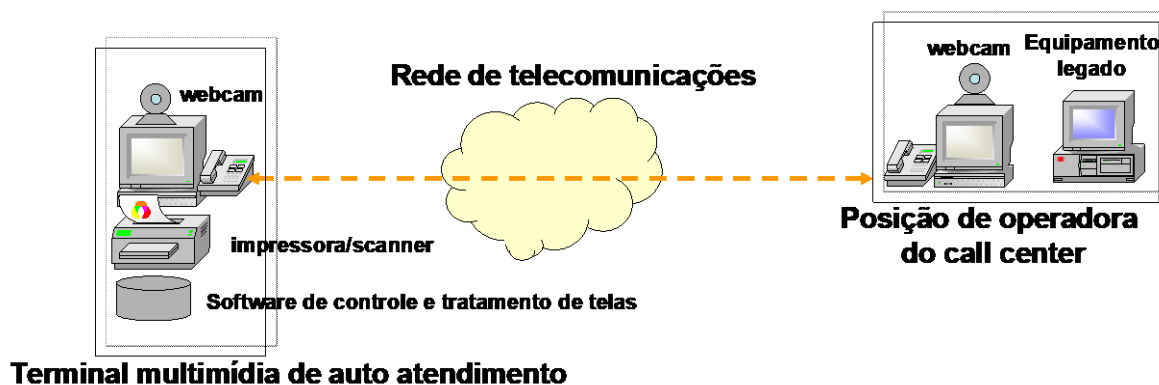 webcam
impressora/scanner
Software de controle e tratamento de telas
Terminal multimídia de auto atendimento
Rede de telecomunicações
webcam
Equipamento
legado
Posição de operadora
do call center